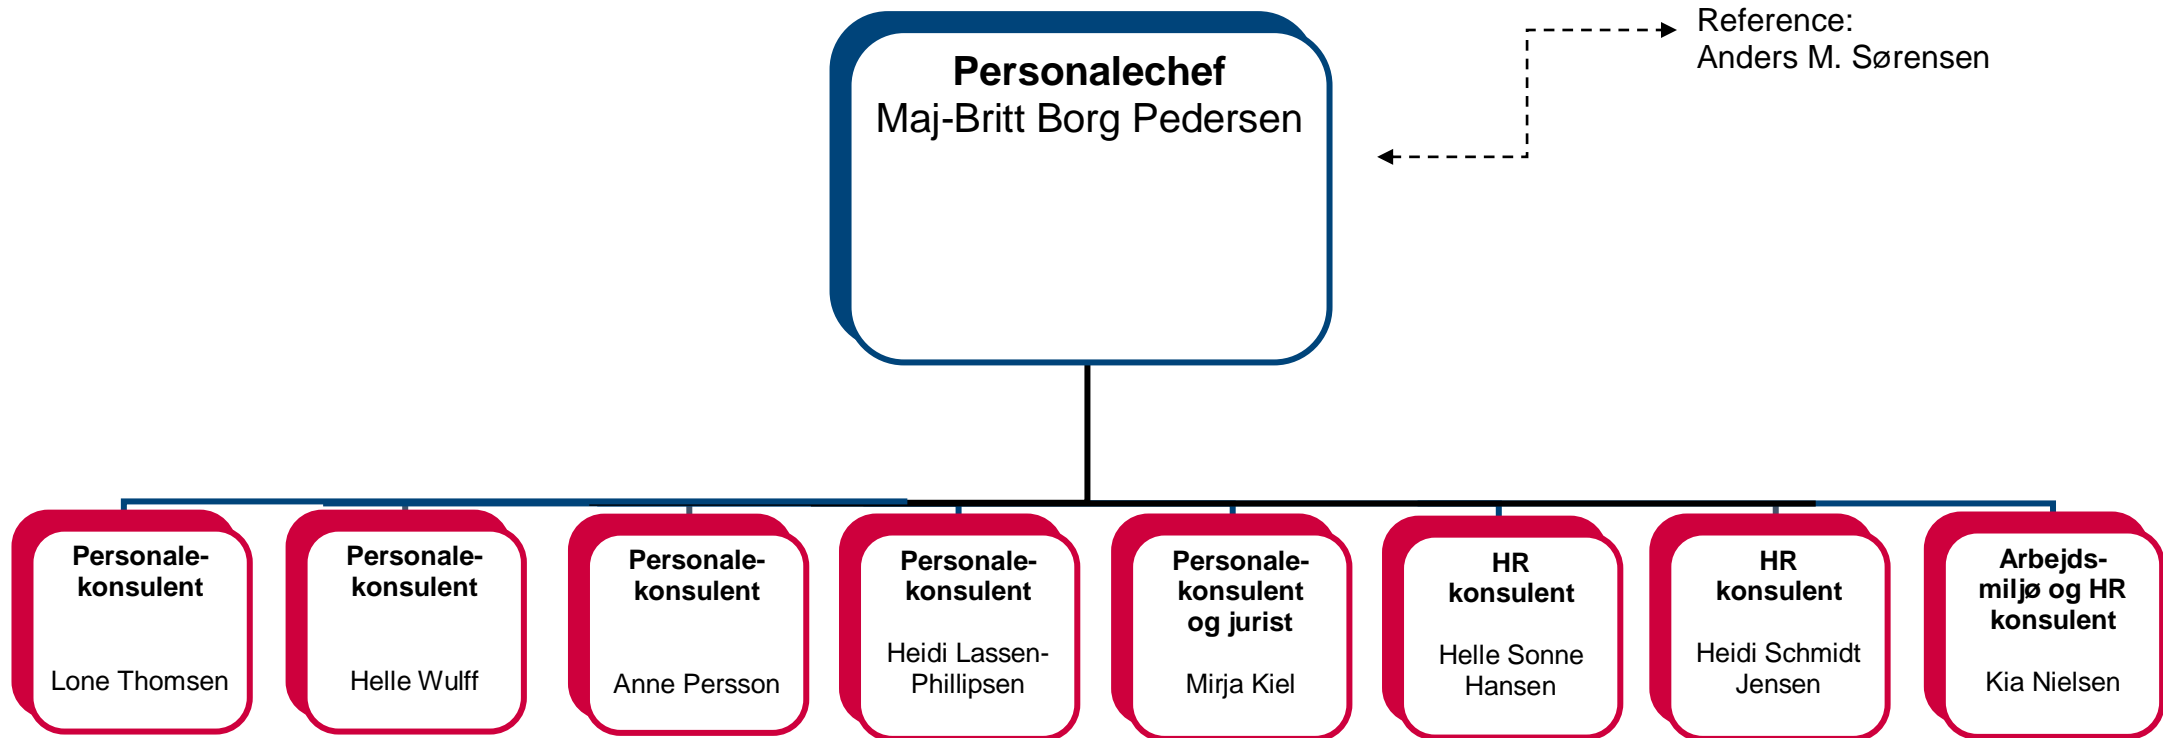 Reference:
Anders M. Sørensen
Personalechef
Maj-Britt Borg Pedersen
Personale-
konsulent
Lone Thomsen
Personale-
konsulent
Helle Wulff
Personale-
konsulent
Anne Persson
Personale-
konsulent
Heidi Lassen-
Phillipsen
Personale-
konsulent
og jurist
Mirja Kiel
HR
konsulent
Helle Sonne
Hansen
HR
konsulent
Heidi Schmidt
Jensen
Arbejds-
miljø og HR
konsulent
Kia Nielsen